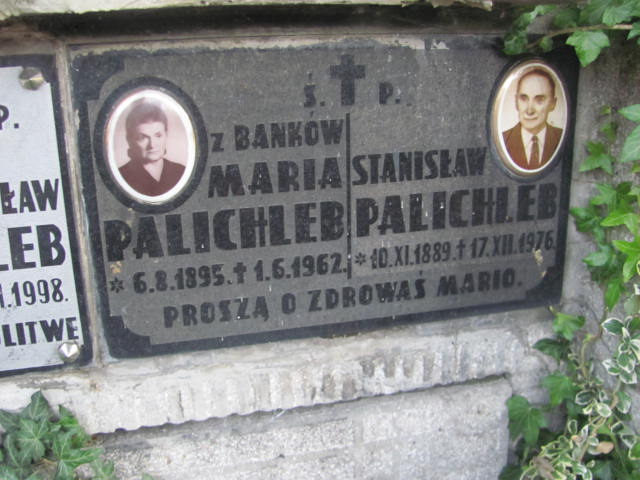 P.
ŁAW
LEB
1.1998.
LITWĘ
Ś. P.
Z BANKÓW
MARIA
PALICHLEB
* 6.8.1895. † 1.6.1962.
STANISŁAW
PALICHLEB
* 10.XI.1889. † 17.XII.1976.
PROSZĄ O ZDROWAŚ MARIO.